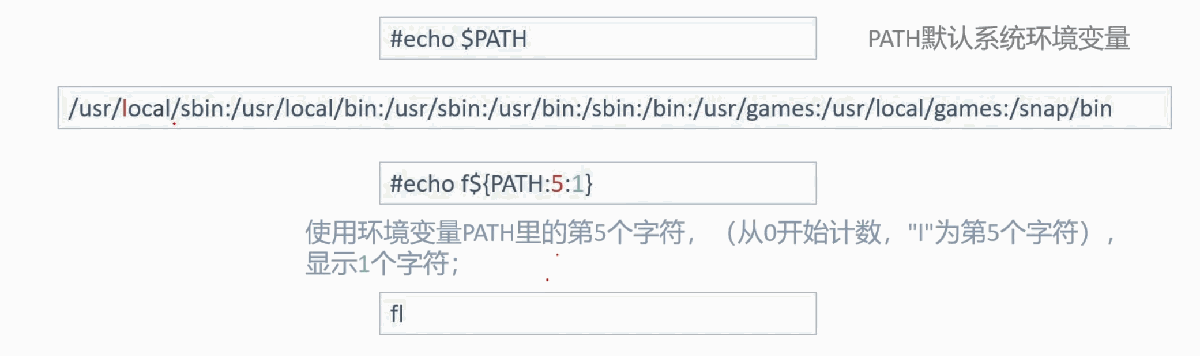 #echo $PATH
PATH默认系统环境变量
/usr/local/sbin:/usr/local/bin:/usr/sbin:/usr/bin:/sbin:/bin:/usr/games:/usr/local/games:/snap/bin
#echo f${PATH:5:1}
使用环境变量PATH里的第5个字符，（从0开始计数，"l"为第5个字符），
显示1个字符；
fl